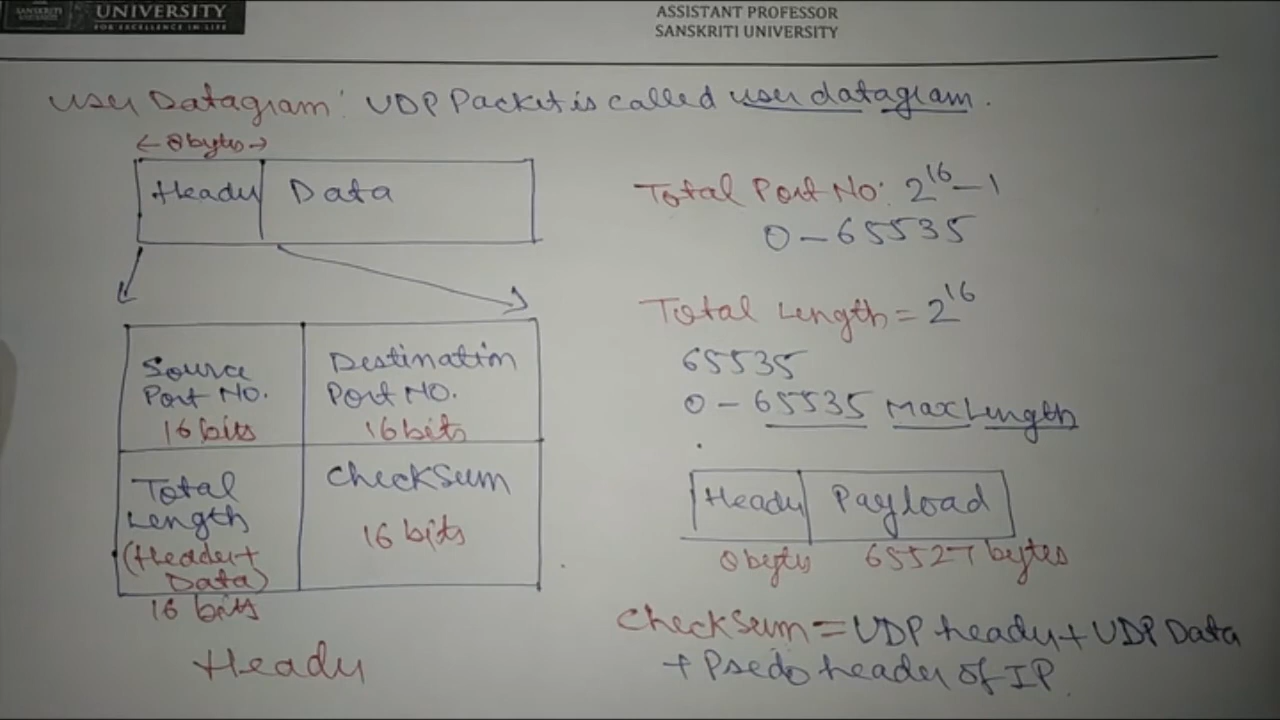 SANSKRITI
UNIVERSITY
UNIVERSITY
FOR EXCELLENCE IN LIFE
ASSISTANT PROFESSOR
SANSKRITI UNIVERSITY
User Datagram: UDP Packet is called user datagram.
← 8bytes →
Header Data
Source
Port No.
16 bits
Destination
Port No.
16 bits
Total
Length
(Header+
Data)
16 bits
Checksum
16 bits
Header
Total Port No: 2^16 - 1
0 - 65535
Total Length = 2^16
65535
0 - 65535 Max Length
Header Payload
8 bytes 65527 bytes
Checksum = UDP header + UDP Data
+ Psedo header of IP.